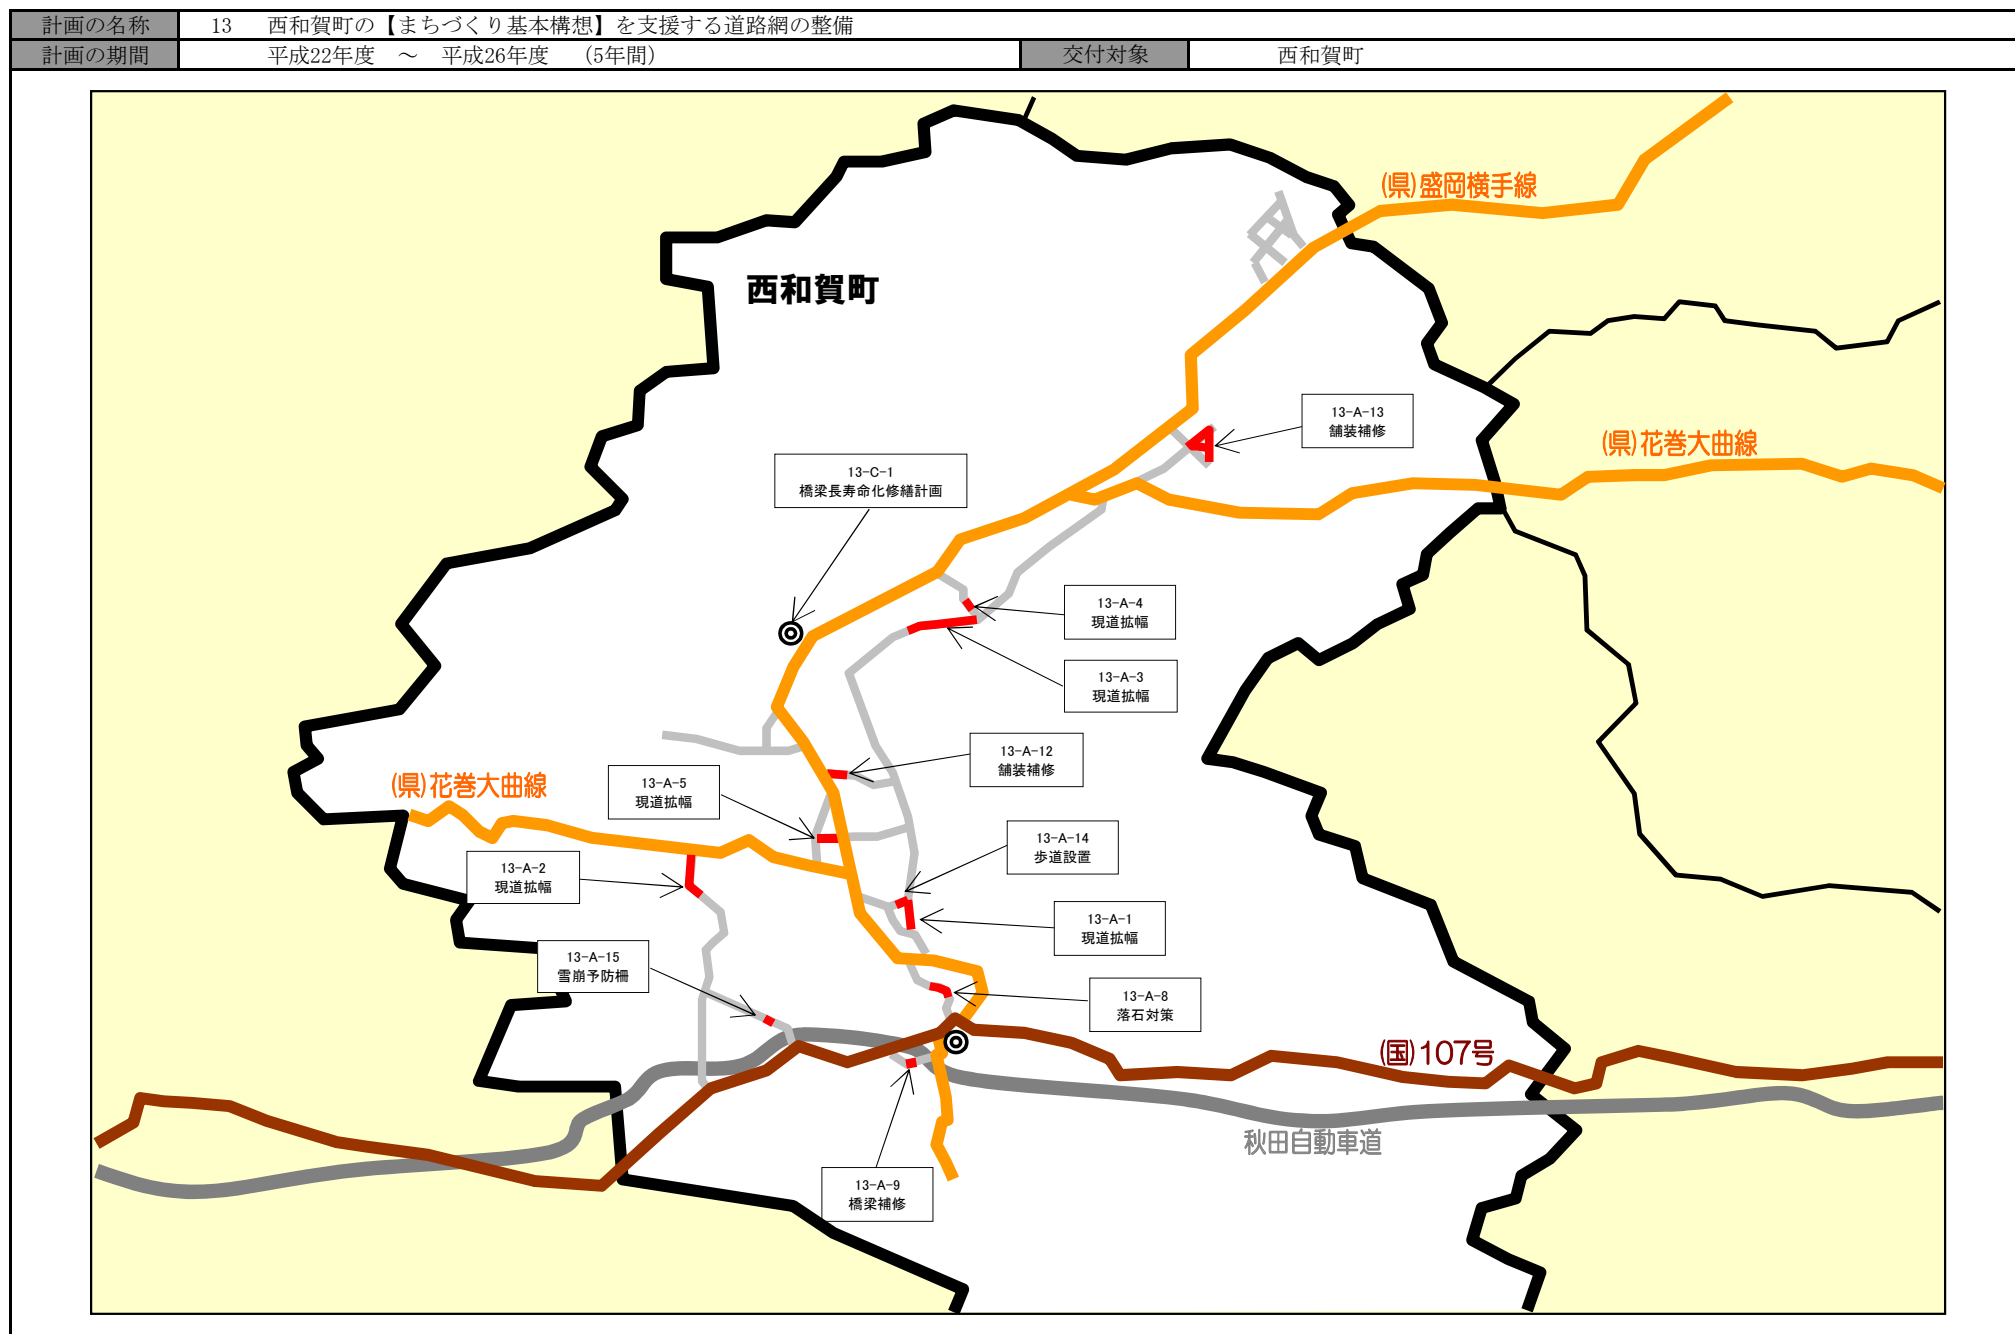 計画の名称 13 西和賀町の【まちづくり基本構想】を支援する道路網の整備
計画の期間 平成22年度 ～ 平成26年度 （5年間） 交付対象 西和賀町
(県)盛岡横手線
西和賀町
13-A-13
舗装補修
(県)花巻大曲線
13-C-1
橋梁長寿命化修繕計画
13-A-4
現道拡幅
13-A-3
現道拡幅
13-A-12
舗装補修
(県)花巻大曲線
13-A-5
現道拡幅
13-A-14
歩道設置
13-A-2
現道拡幅
13-A-1
現道拡幅
13-A-15
雪崩予防柵
13-A-8
落石対策
(国)107号
秋田自動車道
13-A-9
橋梁補修